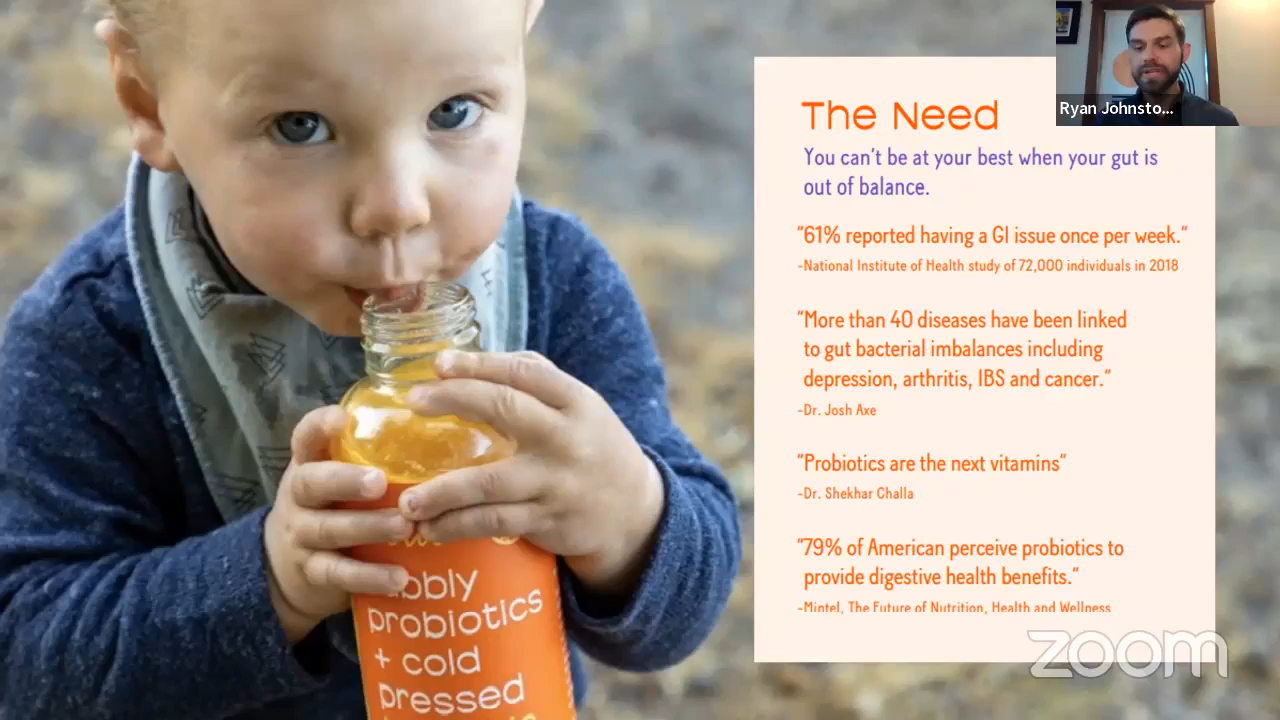 The Need
You can't be at your best when your gut is
out of balance.
"61% reported having a GI issue once per week."
-National Institute of Health study of 72,000 individuals in 2018
"More than 40 diseases have been linked
to gut bacterial imbalances including
depression, arthritis, IBS and cancer."
-Dr. Josh Axe
"Probiotics are the next vitamins"
-Dr. Shekhar Challa
"79% of American perceive probiotics to
provide digestive health benefits."
-Mintel, The Future of Nutrition, Health and Wellness
Ryan Johnsto...
probiotics
+ cold
pressed
zoom